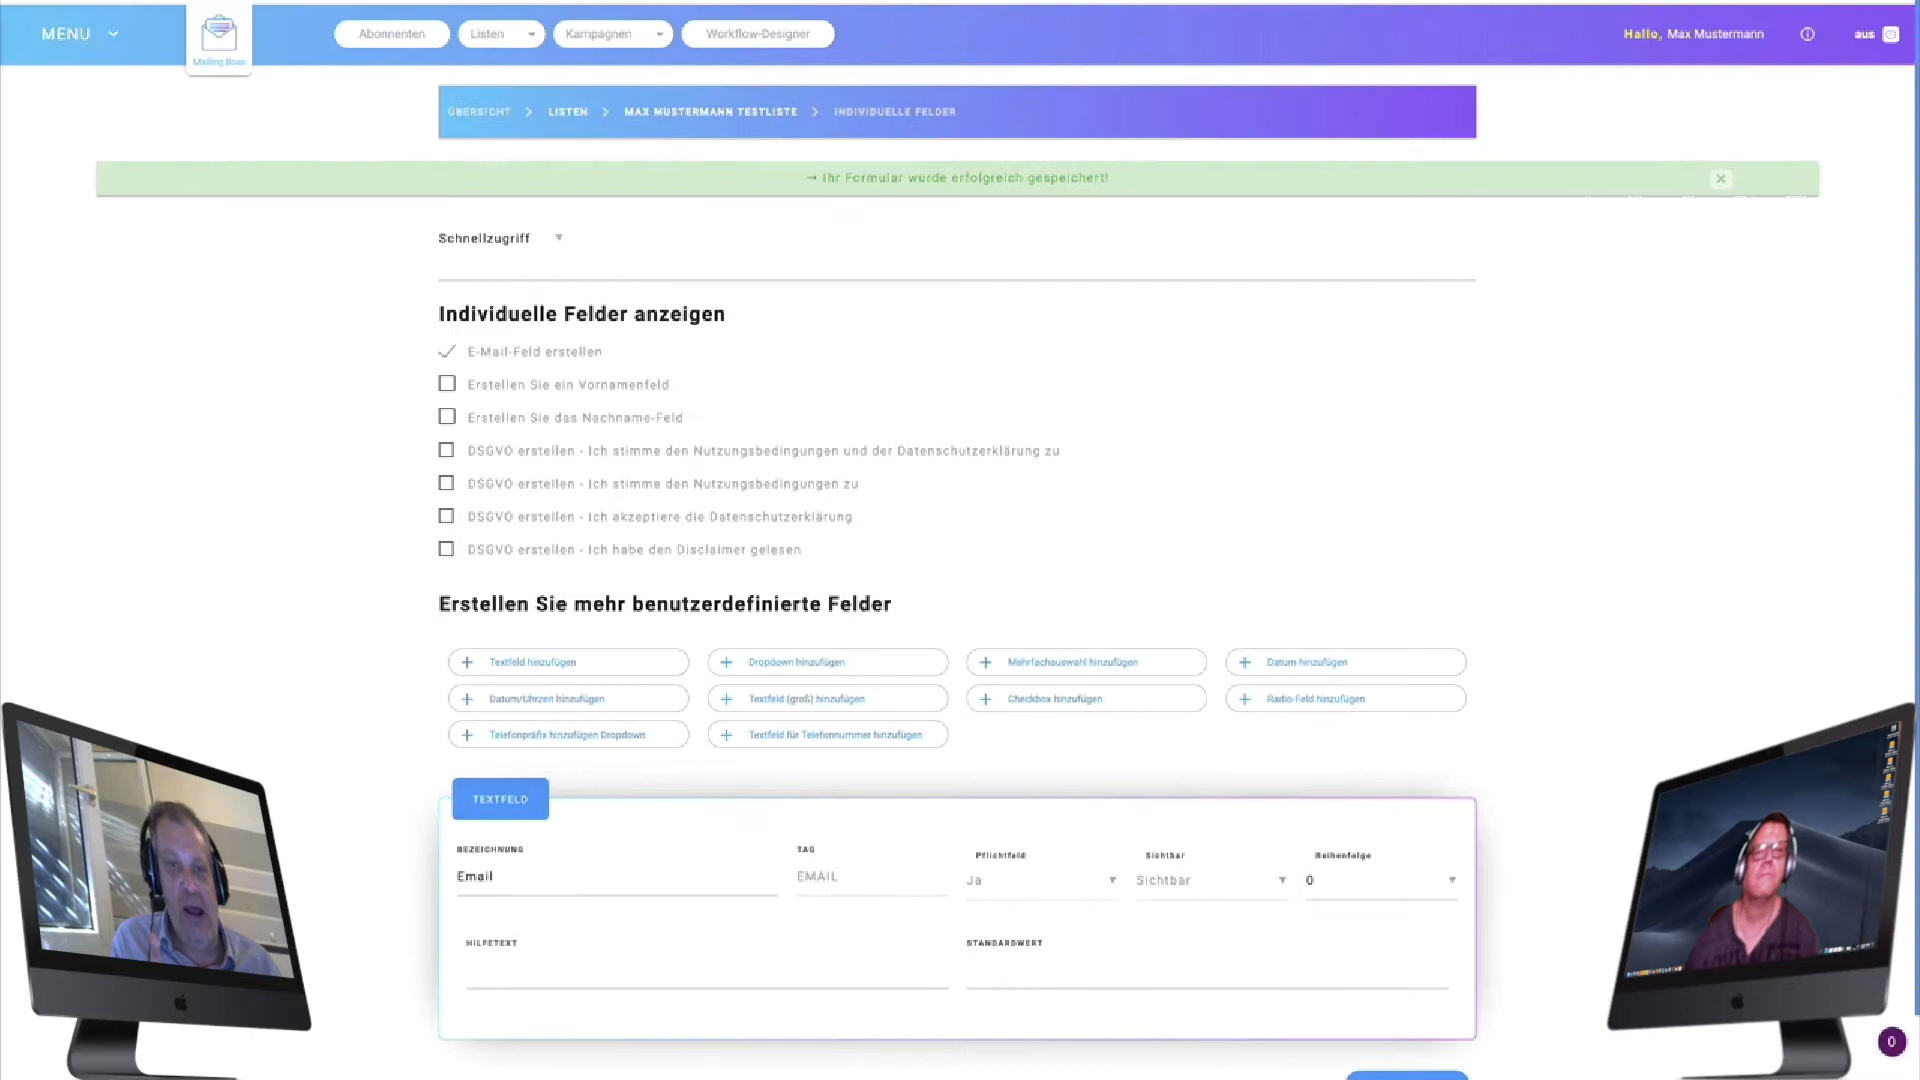 MENU
Mailing Boss
Abonnenten
Listen
Kampagnen
Workflow-Designer
Hallo, Max Mustermann
aus
ÜBERSICHT > LISTEN > MAX MUSTERMANN TESTLISTE > INDIVIDUELLE FELDER
→ Ihr Formular wurde erfolgreich gespeichert!
Schnellzugriff
Individuelle Felder anzeigen
E-Mail-Feld erstellen
Erstellen Sie ein Vornamenfeld
Erstellen Sie das Nachname-Feld
DSGVO erstellen - Ich stimme den Nutzungsbedingungen und der Datenschutzerklärung zu
DSGVO erstellen - Ich stimme den Nutzungsbedingungen zu
DSGVO erstellen - Ich akzeptiere die Datenschutzerklärung
DSGVO erstellen - Ich habe den Disclaimer gelesen
Erstellen Sie mehr benutzerdefinierte Felder
+ Textfeld hinzufügen
+ Dropdown hinzufügen
+ Mehrfachauswahl hinzufügen
+ Datum hinzufügen
+ Datum/Uhrzeit hinzufügen
+ Textfeld (groß) hinzufügen
+ Checkbox hinzufügen
+ Radio-Feld hinzufügen
+ Telefonpräfix hinzufügen Dropdown
+ Textfeld für Telefonnummer hinzufügen
TEXTFELD
BEZEICHNUNG
Email
TAG
EMAIL
Pflichtfeld
Ja
Sichtbar
Sichtbar
Reihenfolge
0
HILFETEXT
STANDARDWERT
0